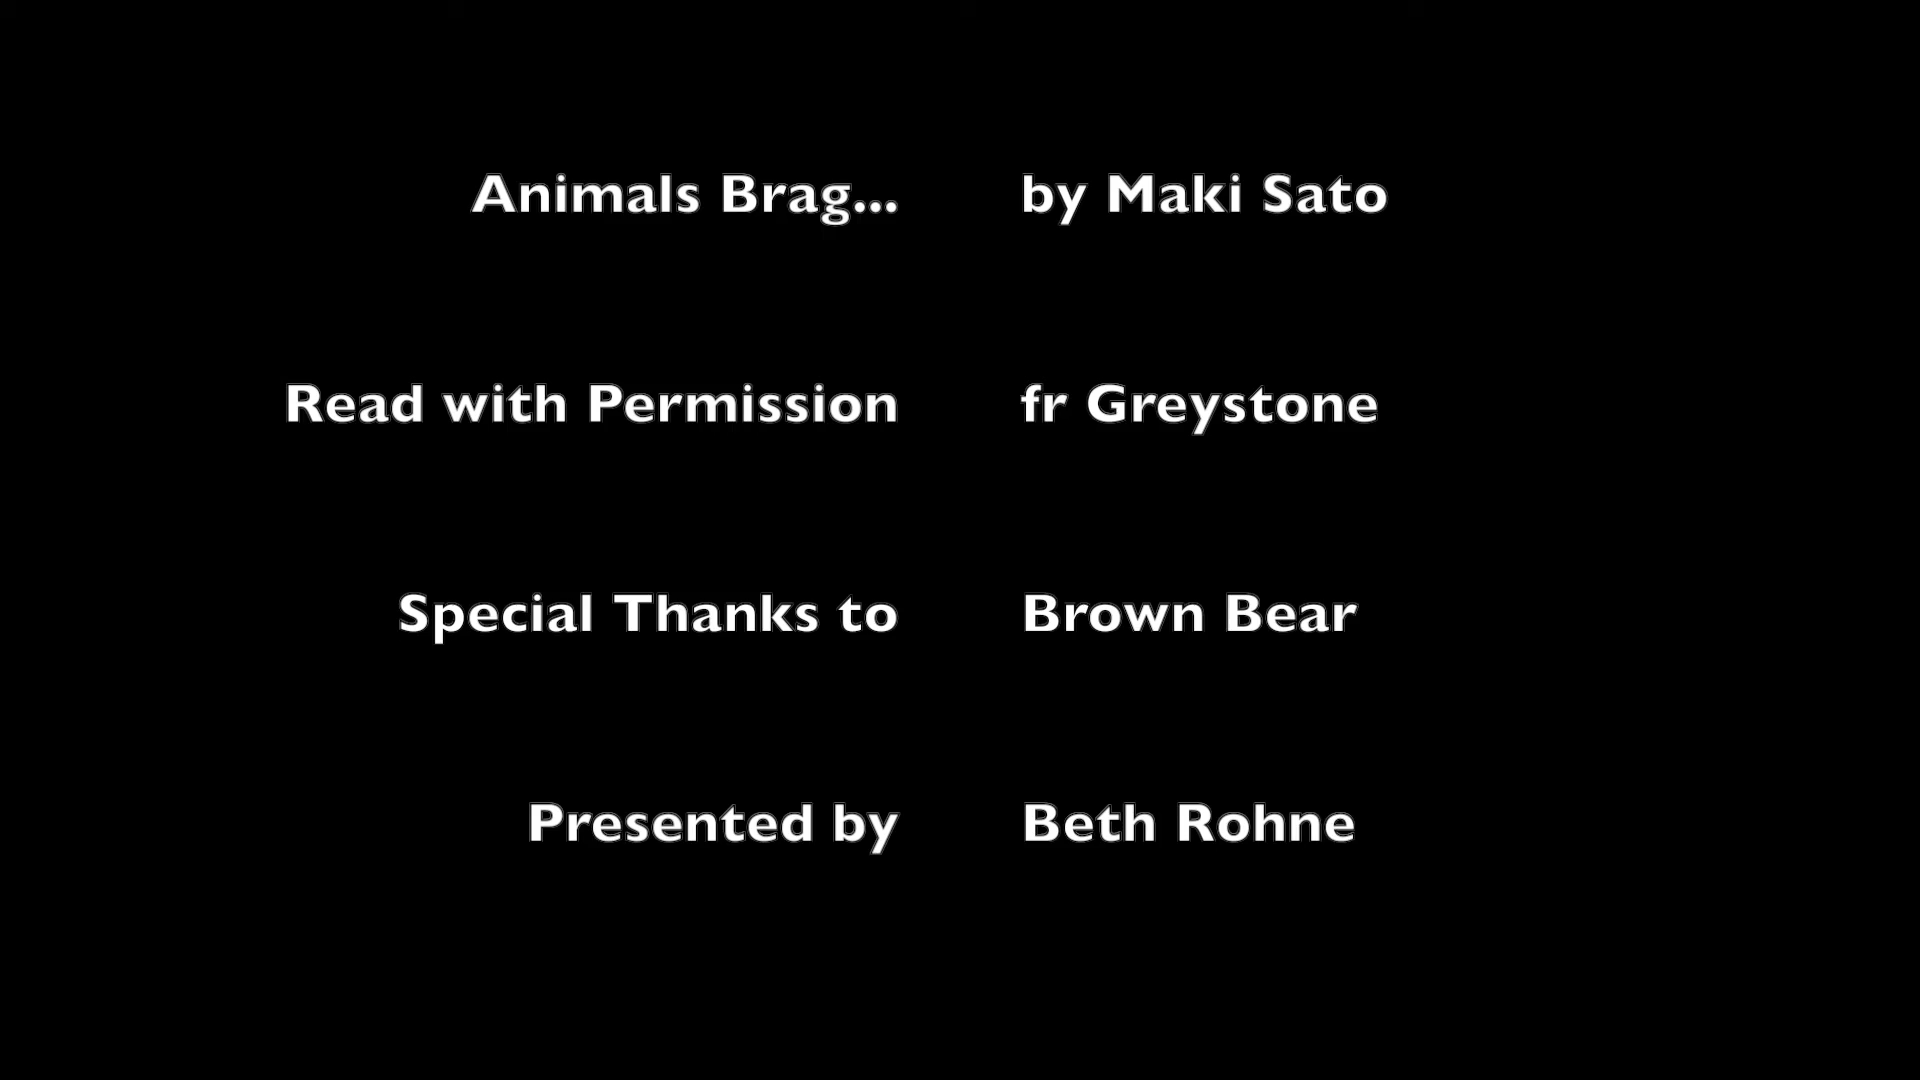 Animals Brag... by Maki Sato
Read with Permission fr Greystone
Special Thanks to Brown Bear
Presented by Beth Rohne